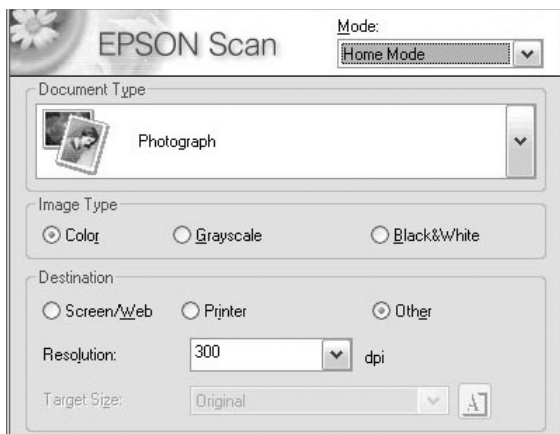 EPSON Scan
Mode:
Home Mode
Document Type
Photograph
Image Type
Color Grayscale Black&White
Destination
Screen/Web Printer Other
Resolution: 300 dpi
Target Size: Original A